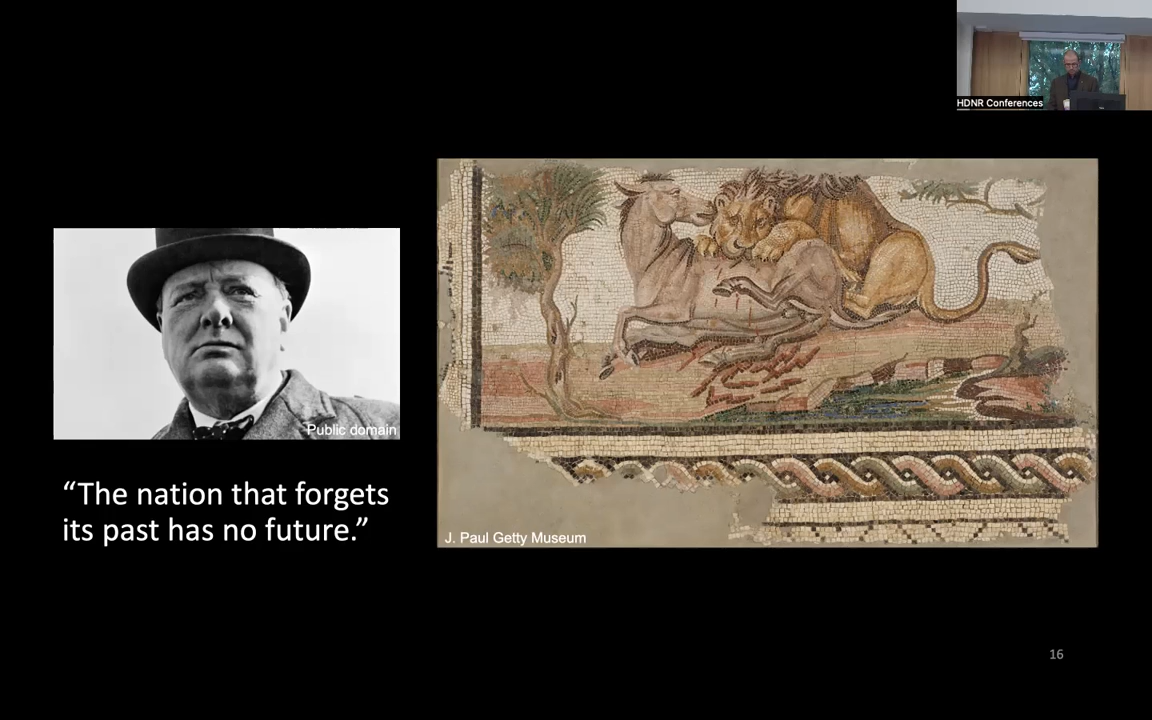 HDNR Conferences
Public domain
“The nation that forgets
its past has no future.”
J. Paul Getty Museum
16